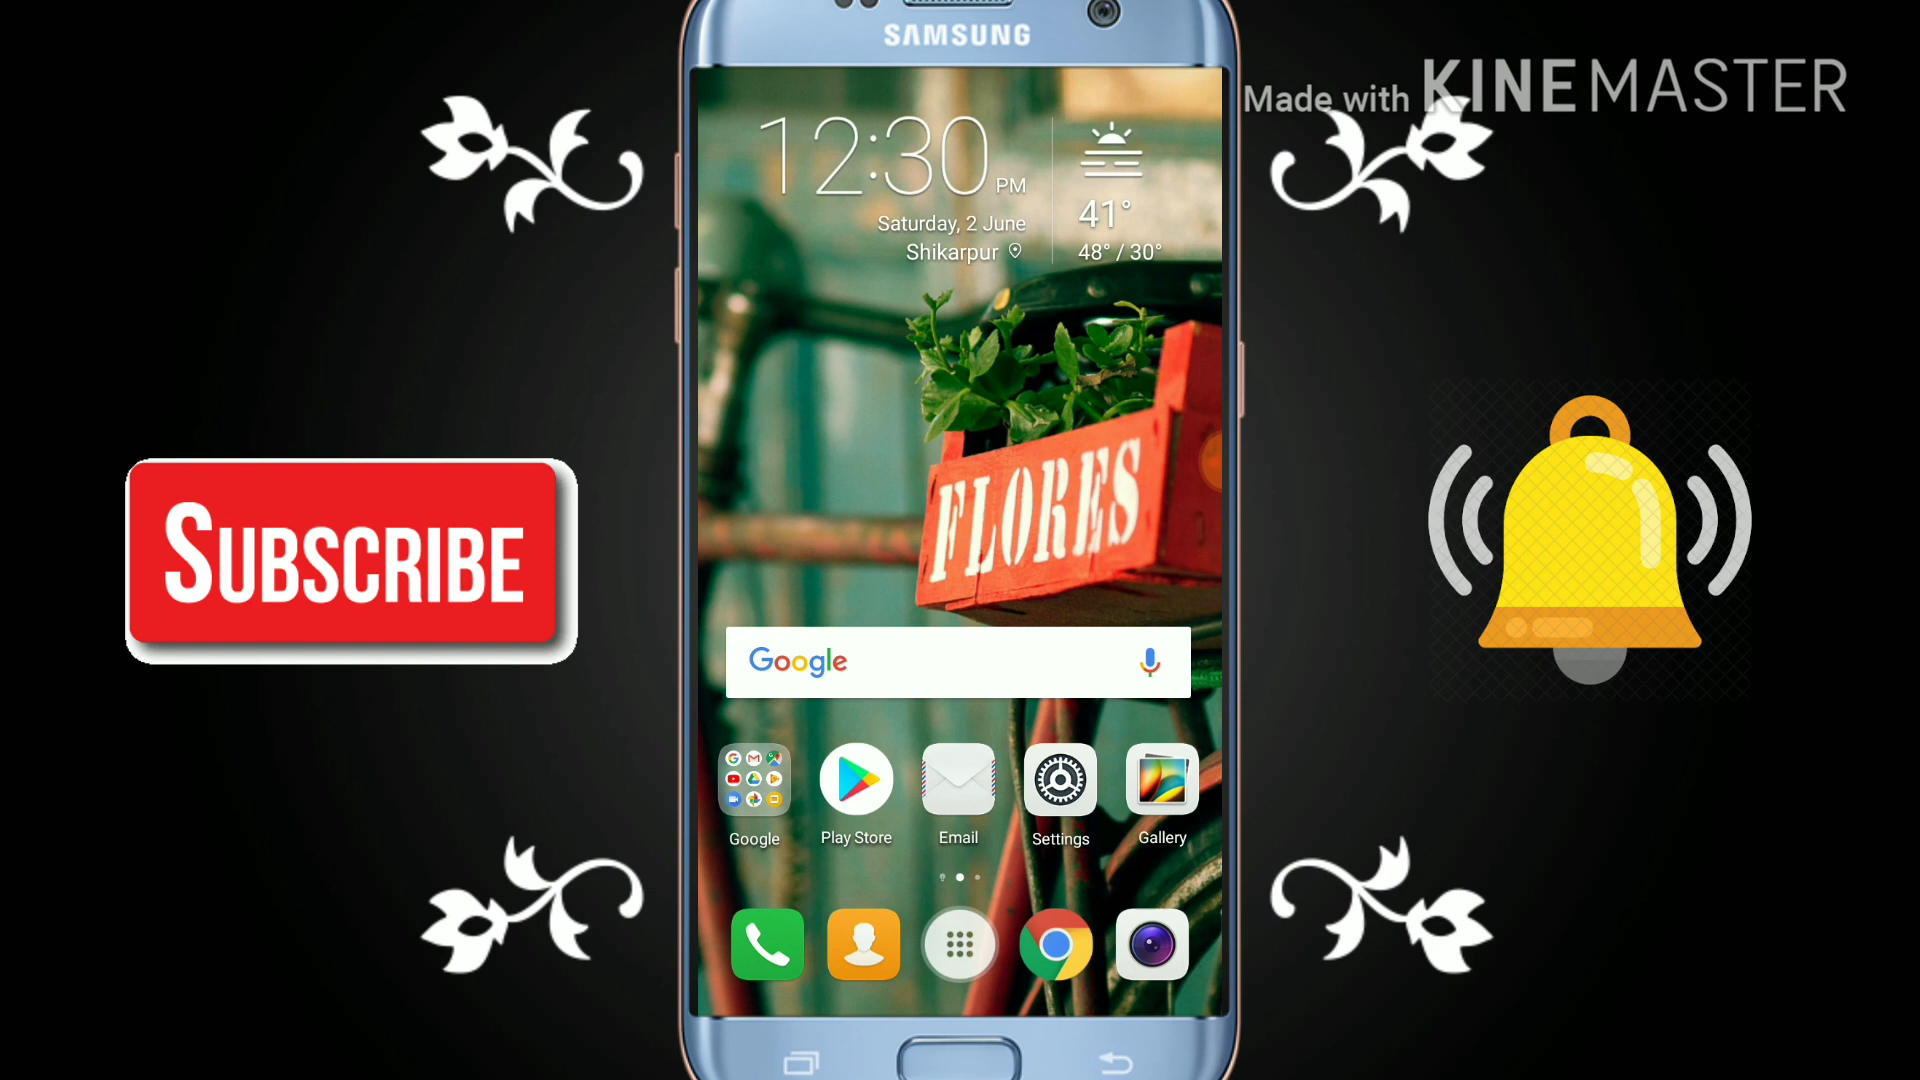 SAMSUNG
Made with KINEMASTER
12:30 PM
Saturday, 2 June
Shikarpur
41°
48° / 30°
FLORES
SUBSCRIBE
Google
Google
Play Store
Email
Settings
Gallery